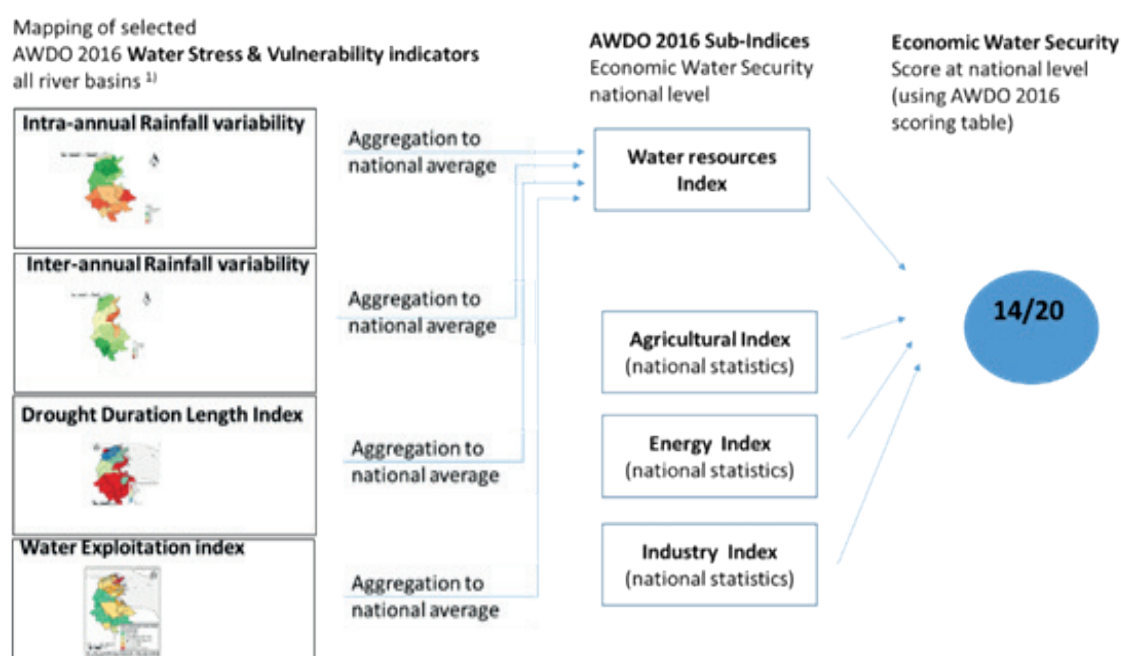 Mapping of selected
AWDO 2016 Water Stress & Vulnerability indicators
all river basins 1)
Intra-annual Rainfall variability
Inter-annual Rainfall variability
Drought Duration Length Index
Water Exploitation index
Aggregation to
national average
Aggregation to
national average
Aggregation to
national average
Aggregation to
national average
AWDO 2016 Sub-Indices
Economic Water Security
national level
Water resources
Index
Agricultural Index
(national statistics)
Energy Index
(national statistics)
Industry Index
(national statistics)
Economic Water Security
Score at national level
(using AWDO 2016
scoring table)
14/20